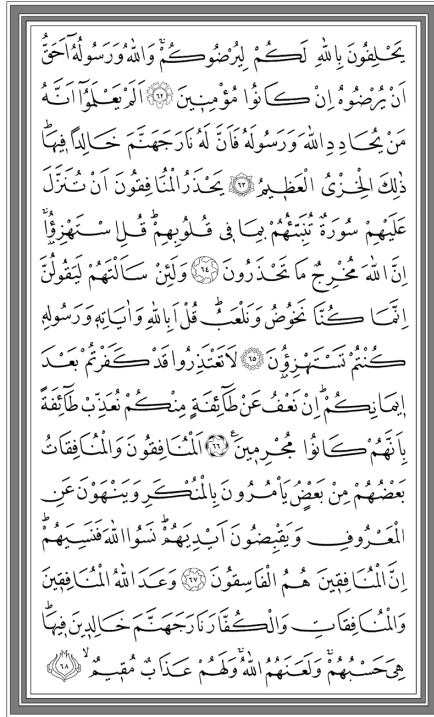 يَحْلِفُونَ بِاللّٰهِ لَكُمْ لِيُرْضُوكُمْۚ وَاللّٰهُ وَرَسُولُهُٓ اَحَقُّ
اَنْ يُرْضُوهُ اِنْ كَانُوا مُؤْمِنٖينَ ﴿٦٢﴾ اَلَمْ يَعْلَمُٓوا اَنَّهُ
مَنْ يُحَادِدِ اللّٰهَ وَرَسُولَهُ فَاَنَّ لَهُ نَارَ جَهَنَّمَ خَالِدًا فٖيهَاۜ
ذٰلِكَ الْخِزْىُ الْعَظٖيمُ ﴿٦٣﴾ يَحْذَرُ الْمُنَافِقُونَ اَنْ تُنَزَّلَ
عَلَيْهِمْ سُورَةٌ تُنَبِّئُهُمْ بِمَا فٖى قُلُوبِهِمْۜ قُلِ اسْتَهْزِؤُ۫اۚ
اِنَّ اللّٰهَ مُخْرِجٌ مَا تَحْذَرُونَ ﴿٦٤﴾ وَلَئِنْ سَاَلْتَهُمْ لَيَقُولُنَّ
اِنَّمَا كُنَّا نَخُوضُ وَنَلْعَبُۜ قُلْ اَبِاللّٰهِ وَاٰيَاتِهٖ وَرَسُولِهٖ
كُنْتُمْ تَسْتَهْزِؤُ۫نَ ﴿٦٥﴾ لَا تَعْتَذِرُوا قَدْ كَفَرْتُمْ بَعْدَ
اٖيمَانِكُمْۜ اِنْ نَعْفُ عَنْ طَٓائِفَةٍ مِنْكُمْ نُعَذِّبْ طَٓائِفَةً
بِاَنَّهُمْ كَانُوا مُجْرِمٖينَ۟ ﴿٦٦﴾ اَلْمُنَافِقُونَ وَالْمُنَافِقَاتُ
بَعْضُهُمْ مِنْ بَعْضٍۢ يَاْمُرُونَ بِالْمُنْكَرِ وَيَنْهَوْنَ عَنِ
الْمَعْرُوفِ وَيَقْبِضُونَ اَيْدِيَهُمْۜ نَسُوا اللّٰهَ فَنَسِيَهُمْۜ
اِنَّ الْمُنَافِقٖينَ هُمُ الْفَاسِقُونَ ﴿٦٧﴾ وَعَدَ اللّٰهُ الْمُنَافِقٖينَ
وَالْمُنَافِقَاتِ وَالْكُفَّارَ نَارَ جَهَنَّمَ خَالِدٖينَ فٖيهَاۜ
هِىَ حَسْبُهُمْۚ وَلَعَنَهُمُ اللّٰهُۚ وَلَهُمْ عَذَابٌ مُقٖيمٌۙ ﴿٦٨﴾